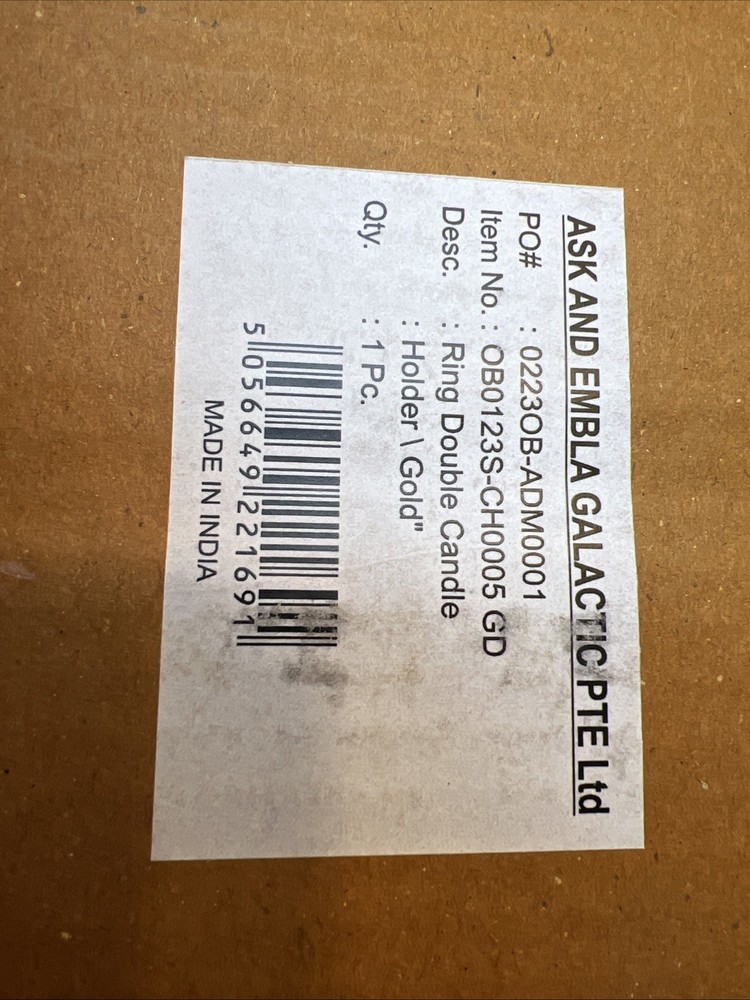 ASK AND EMBLA GALACTIC PTE Ltd
PO# : 0223OB-ADM0001
Item No. : OB0123S-CH0005 GD
Desc. : Ring Double Candle
: Holder \ Gold"
Qty. : 1 Pc.
5 056649 221691
MADE IN INDIA